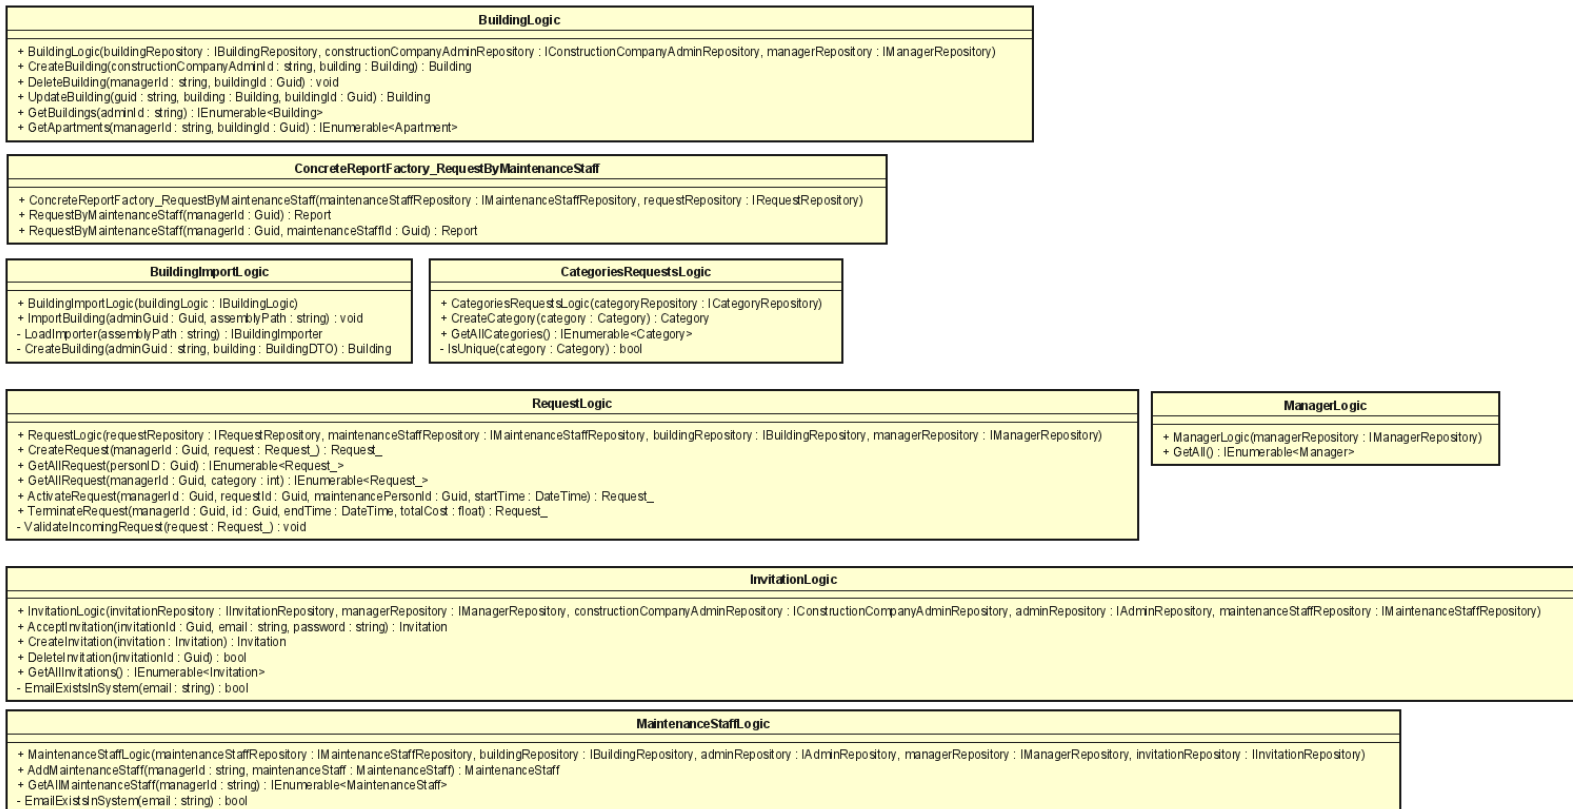 BuildingLogic
+ BuildingLogic(buildingRepository : IBuildingRepository, constructionCompanyAdminRepository : IConstructionCompanyAdminRepository, managerRepository : IManagerRepository)
+ CreateBuilding(constructionCompanyAdminId : string, building : Building) : Building
+ DeleteBuilding(managerId : string, buildingId : Guid) : void
+ UpdateBuilding(guid : string, building : Building, buildingId : Guid) : Building
+ GetBuildings(adminId : string) : IEnumerable<Building>
+ GetApartments(managerId : string, buildingId : Guid) : IEnumerable<Apartment>
ConcreteReportFactory_RequestByMaintenanceStaff
+ ConcreteReportFactory_RequestByMaintenanceStaff(maintenanceStaffRepository : IMaintenanceStaffRepository, requestRepository : IRequestRepository)
+ RequestByMaintenanceStaff(managerId : Guid) : Report
+ RequestByMaintenanceStaff(managerId : Guid, maintenanceStaffId : Guid) : Report
BuildingImportLogic
+ BuildingImportLogic(buildingLogic : IBuildingLogic)
+ ImportBuilding(adminGuid : Guid, assemblyPath : string) : void
- LoadImporter(assemblyPath : string) : IBuildingImporter
- CreateBuilding(adminGuid : string, building : BuildingDTO) : Building
CategoriesRequestsLogic
+ CategoriesRequestsLogic(categoryRepository : ICategoryRepository)
+ CreateCategory(category : Category) : Category
+ GetAllCategories() : IEnumerable<Category>
- IsUnique(category : Category) : bool
RequestLogic
+ RequestLogic(requestRepository : IRequestRepository, maintenanceStaffRepository : IMaintenanceStaffRepository, buildingRepository : IBuildingRepository, managerRepository : IManagerRepository)
+ CreateRequest(managerId : Guid, request : Request_) : Request_
+ GetAllRequest(personID : Guid) : IEnumerable<Request_>
+ GetAllRequest(managerId : Guid, category : int) : IEnumerable<Request_>
+ ActivateRequest(managerId : Guid, requestId : Guid, maintenancePersonId : Guid, startTime : DateTime) : Request_
+ TerminateRequest(managerId : Guid, id : Guid, endTime : DateTime, totalCost : float) : Request_
- ValidateIncomingRequest(request : Request_) : void
ManagerLogic
+ ManagerLogic(managerRepository : IManagerRepository)
+ GetAll() : IEnumerable<Manager>
InvitationLogic
+ InvitationLogic(invitationRepository : IInvitationRepository, managerRepository : IManagerRepository, constructionCompanyAdminRepository : IConstructionCompanyAdminRepository, adminRepository : IAdminRepository, maintenanceStaffRepository : IMaintenanceStaffRepository)
+ AcceptInvitation(invitationId : Guid, email : string, password : string) : Invitation
+ CreateInvitation(invitation : Invitation) : Invitation
+ DeleteInvitation(invitationId : Guid) : bool
+ GetAllInvitations() : IEnumerable<Invitation>
- EmailExistsInSystem(email : string) : bool
MaintenanceStaffLogic
+ MaintenanceStaffLogic(maintenanceStaffRepository : IMaintenanceStaffRepository, buildingRepository : IBuildingRepository, adminRepository : IAdminRepository, managerRepository : IManagerRepository, invitationRepository : IInvitationRepository)
+ AddMaintenanceStaff(managerId : string, maintenanceStaff : MaintenanceStaff) : MaintenanceStaff
+ GetAllMaintenanceStaff(managerId : string) : IEnumerable<MaintenanceStaff>
- EmailExistsInSystem(email : string) : bool